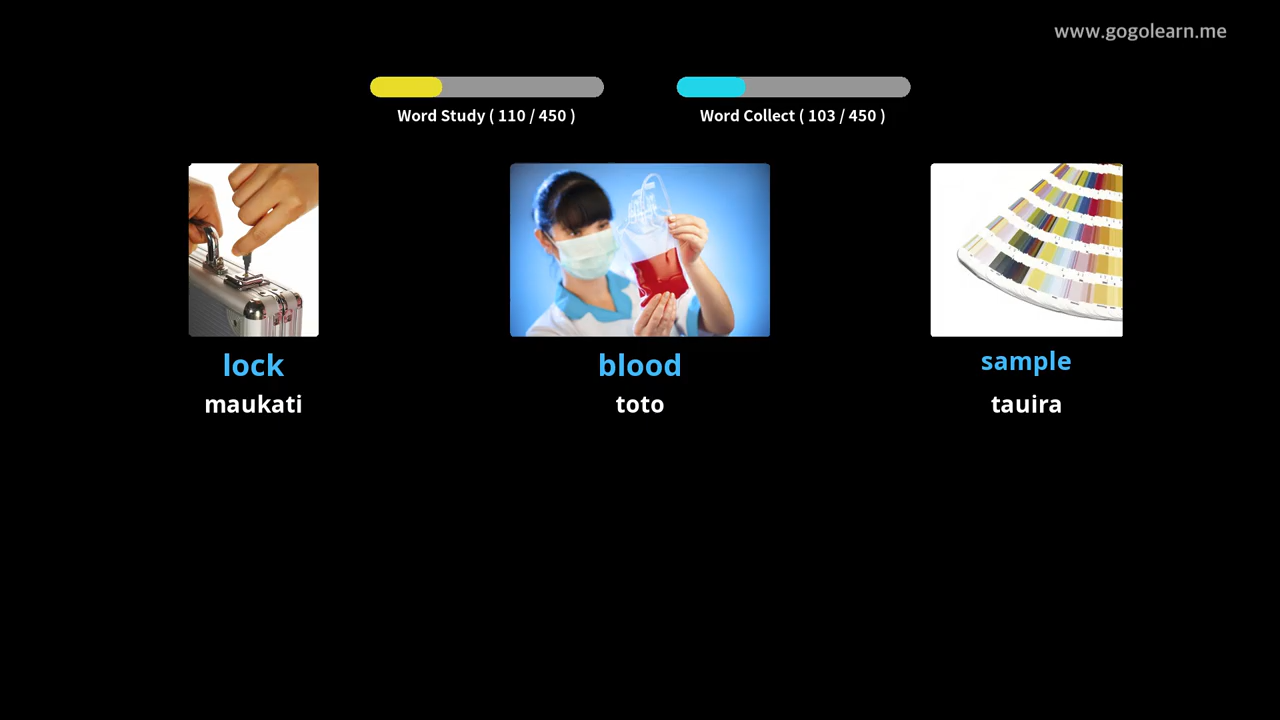 www.gogolearn.me
Word Study ( 110 / 450 )
Word Collect ( 103 / 450 )
lock
maukati
blood
toto
sample
tauira